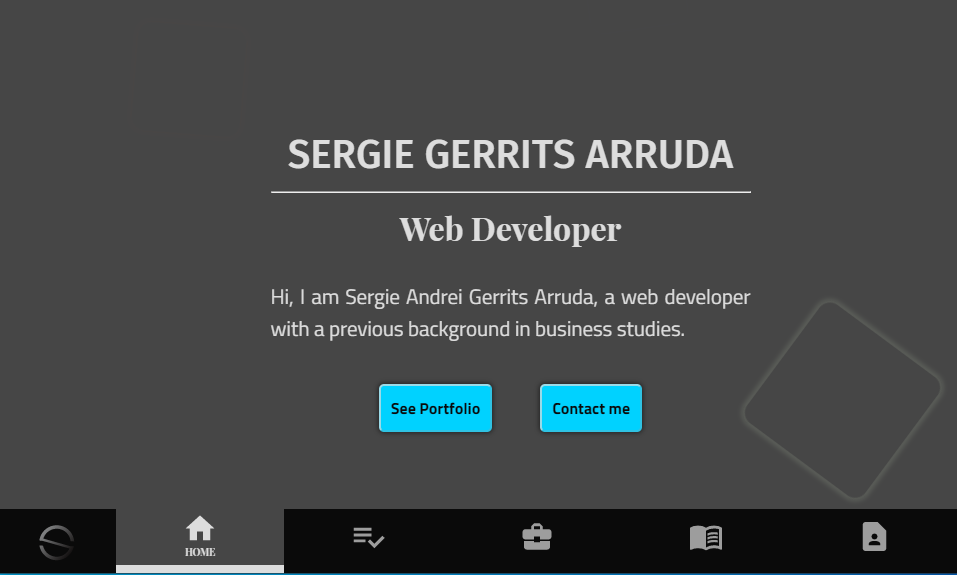 SERGIE GERRITS ARRUDA
Web Developer
Hi, I am Sergie Andrei Gerrits Arruda, a web developer
with a previous background in business studies.
See Portfolio
Contact me
HOME